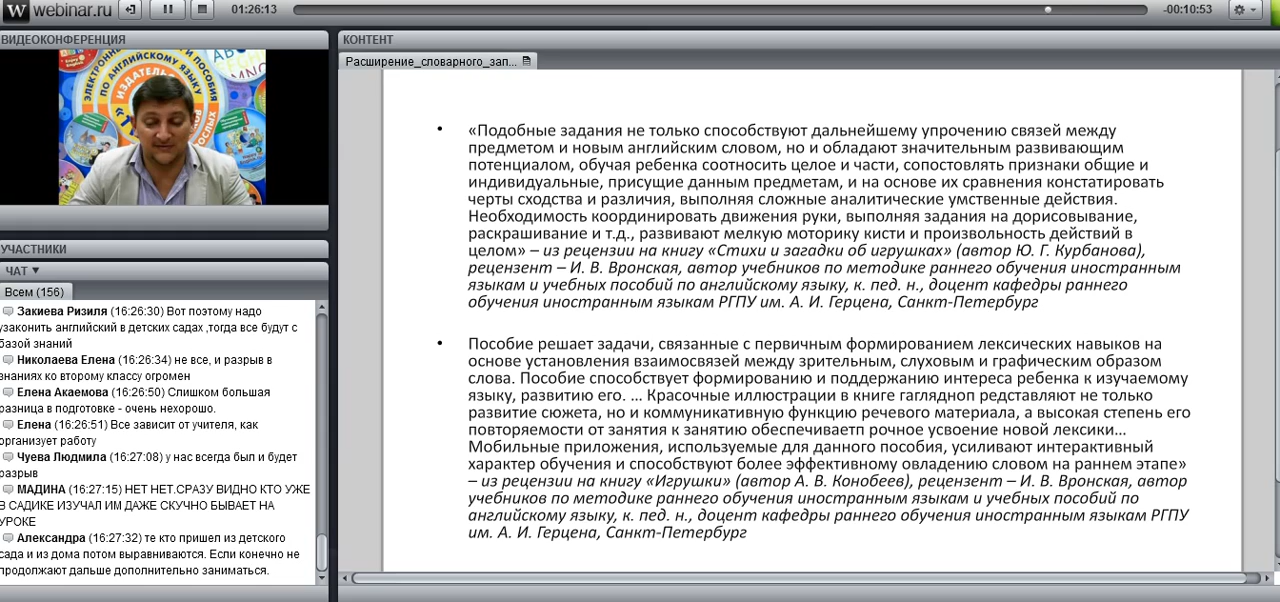 W webinar.ru
01:26:13
-00:10:53
ВИДЕОКОНФЕРЕНЦИЯ
ЭЛЕКТРОННЫЕ
И ПОСОБИЯ
ПО АНГЛИЙСКОМУ ЯЗЫКУ
УЧАСТНИКИ
ЧАТ
Всем (156)
Закиева Ризиля (16:26:30) Вот поэтому надо
узаконить английский в детских садах ,тогда все будут с
базой знаний
Николаева Елена (16:26:34) не все, и разрыв в
знаниях ко второму классу огромен
Елена Акаемова (16:26:50) Слишком большая
разница в подготовке - очень нехорошо.
Елена (16:26:51) Все зависит от учителя, как
организует работу
Чуева Людмила (16:27:08) у нас всегда был и будет
разрыв
МАДИНА (16:27:15) НЕТ НЕТ.СРАЗУ ВИДНО КТО УЖЕ
В САДИКЕ ИЗУЧАЛ ИМ ДАЖЕ СКУЧНО БЫВАЕТ НА
УРОКЕ
Александра (16:27:32) те кто пришел из детского
сада и из дома потом выравниваются. Если конечно не
продолжают дальше дополнительно заниматься.
КОНТЕНТ
Расширение_словарного_зап...
• «Подобные задания не только способствуют дальнейшему упрочению связей между
предметом и новым английским словом, но и обладают значительным развивающим
потенциалом, обучая ребенка соотносить целое и части, сопоставлять признаки общие и
индивидуальные, присущие данным предметам, и на основе их сравнения констатировать
черты сходства и различия, выполняя сложные аналитические умственные действия.
Необходимость координировать движения руки, выполняя задания на дорисовывание,
раскрашивание и т.д., развивают мелкую моторику кисти и произвольность действий в
целом» – из рецензии на книгу «Стихи и загадки об игрушках» (автор Ю. Г. Курбанова),
рецензент – И. В. Вронская, автор учебников по методике раннего обучения иностранным
языкам и учебных пособий по английскому языку, к. пед. н., доцент кафедры раннего
обучения иностранным языкам РГПУ им. А. И. Герцена, Санкт-Петербург
• Пособие решает задачи, связанные с первичным формированием лексических навыков на
основе установления взаимосвязей между зрительным, слуховым и графическим образом
слова. Пособие способствует формированию и поддержанию интереса ребенка к изучаемому
языку, развитию его. … Красочные иллюстрации в книге гаглядноп редставляют не только
развитие сюжета, но и коммуникативную функцию речевого материала, а высокая степень его
повторяемости от занятия к занятию обеспечиваетп рочное усвоение новой лексики…
Мобильные приложения, используемые для данного пособия, усиливают интерактивный
характер обучения и способствуют более эффективному овладению словом на раннем этапе»
– из рецензии на книгу «Игрушки» (автор А. В. Конобеев), рецензент – И. В. Вронская, автор
учебников по методике раннего обучения иностранным языкам и учебных пособий по
английскому языку, к. пед. н., доцент кафедры раннего обучения иностранным языкам РГПУ
им. А. И. Герцена, Санкт-Петербург